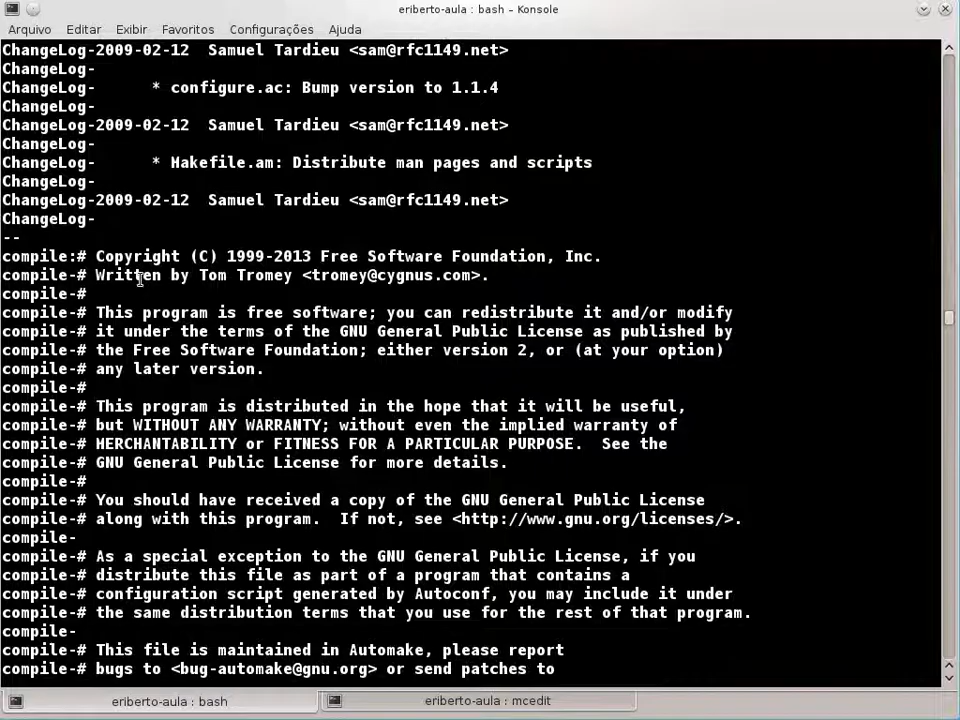 eriberto-aula : bash – Konsole
Arquivo Editar Exibir Favoritos Configurações Ajuda
ChangeLog-2009-02-12  Samuel Tardieu <sam@rfc1149.net>
ChangeLog-
ChangeLog-      * configure.ac: Bump version to 1.1.4
ChangeLog-
ChangeLog-2009-02-12  Samuel Tardieu <sam@rfc1149.net>
ChangeLog-
ChangeLog-      * Makefile.am: Distribute man pages and scripts
ChangeLog-
ChangeLog-2009-02-12  Samuel Tardieu <sam@rfc1149.net>
ChangeLog-
--
compile:# Copyright (C) 1999-2013 Free Software Foundation, Inc.
compile-# Written by Tom Tromey <tromey@cygnus.com>.
compile-#
compile-# This program is free software; you can redistribute it and/or modify
compile-# it under the terms of the GNU General Public License as published by
compile-# the Free Software Foundation; either version 2, or (at your option)
compile-# any later version.
compile-#
compile-# This program is distributed in the hope that it will be useful,
compile-# but WITHOUT ANY WARRANTY; without even the implied warranty of
compile-# MERCHANTABILITY or FITNESS FOR A PARTICULAR PURPOSE.  See the
compile-# GNU General Public License for more details.
compile-#
compile-# You should have received a copy of the GNU General Public License
compile-# along with this program.  If not, see <http://www.gnu.org/licenses/>.
compile-
compile-# As a special exception to the GNU General Public License, if you
compile-# distribute this file as part of a program that contains a
compile-# configuration script generated by Autoconf, you may include it under
compile-# the same distribution terms that you use for the rest of that program.
compile-
compile-# This file is maintained in Automake, please report
compile-# bugs to <bug-automake@gnu.org> or send patches to
eriberto-aula : bash
eriberto-aula : mcedit